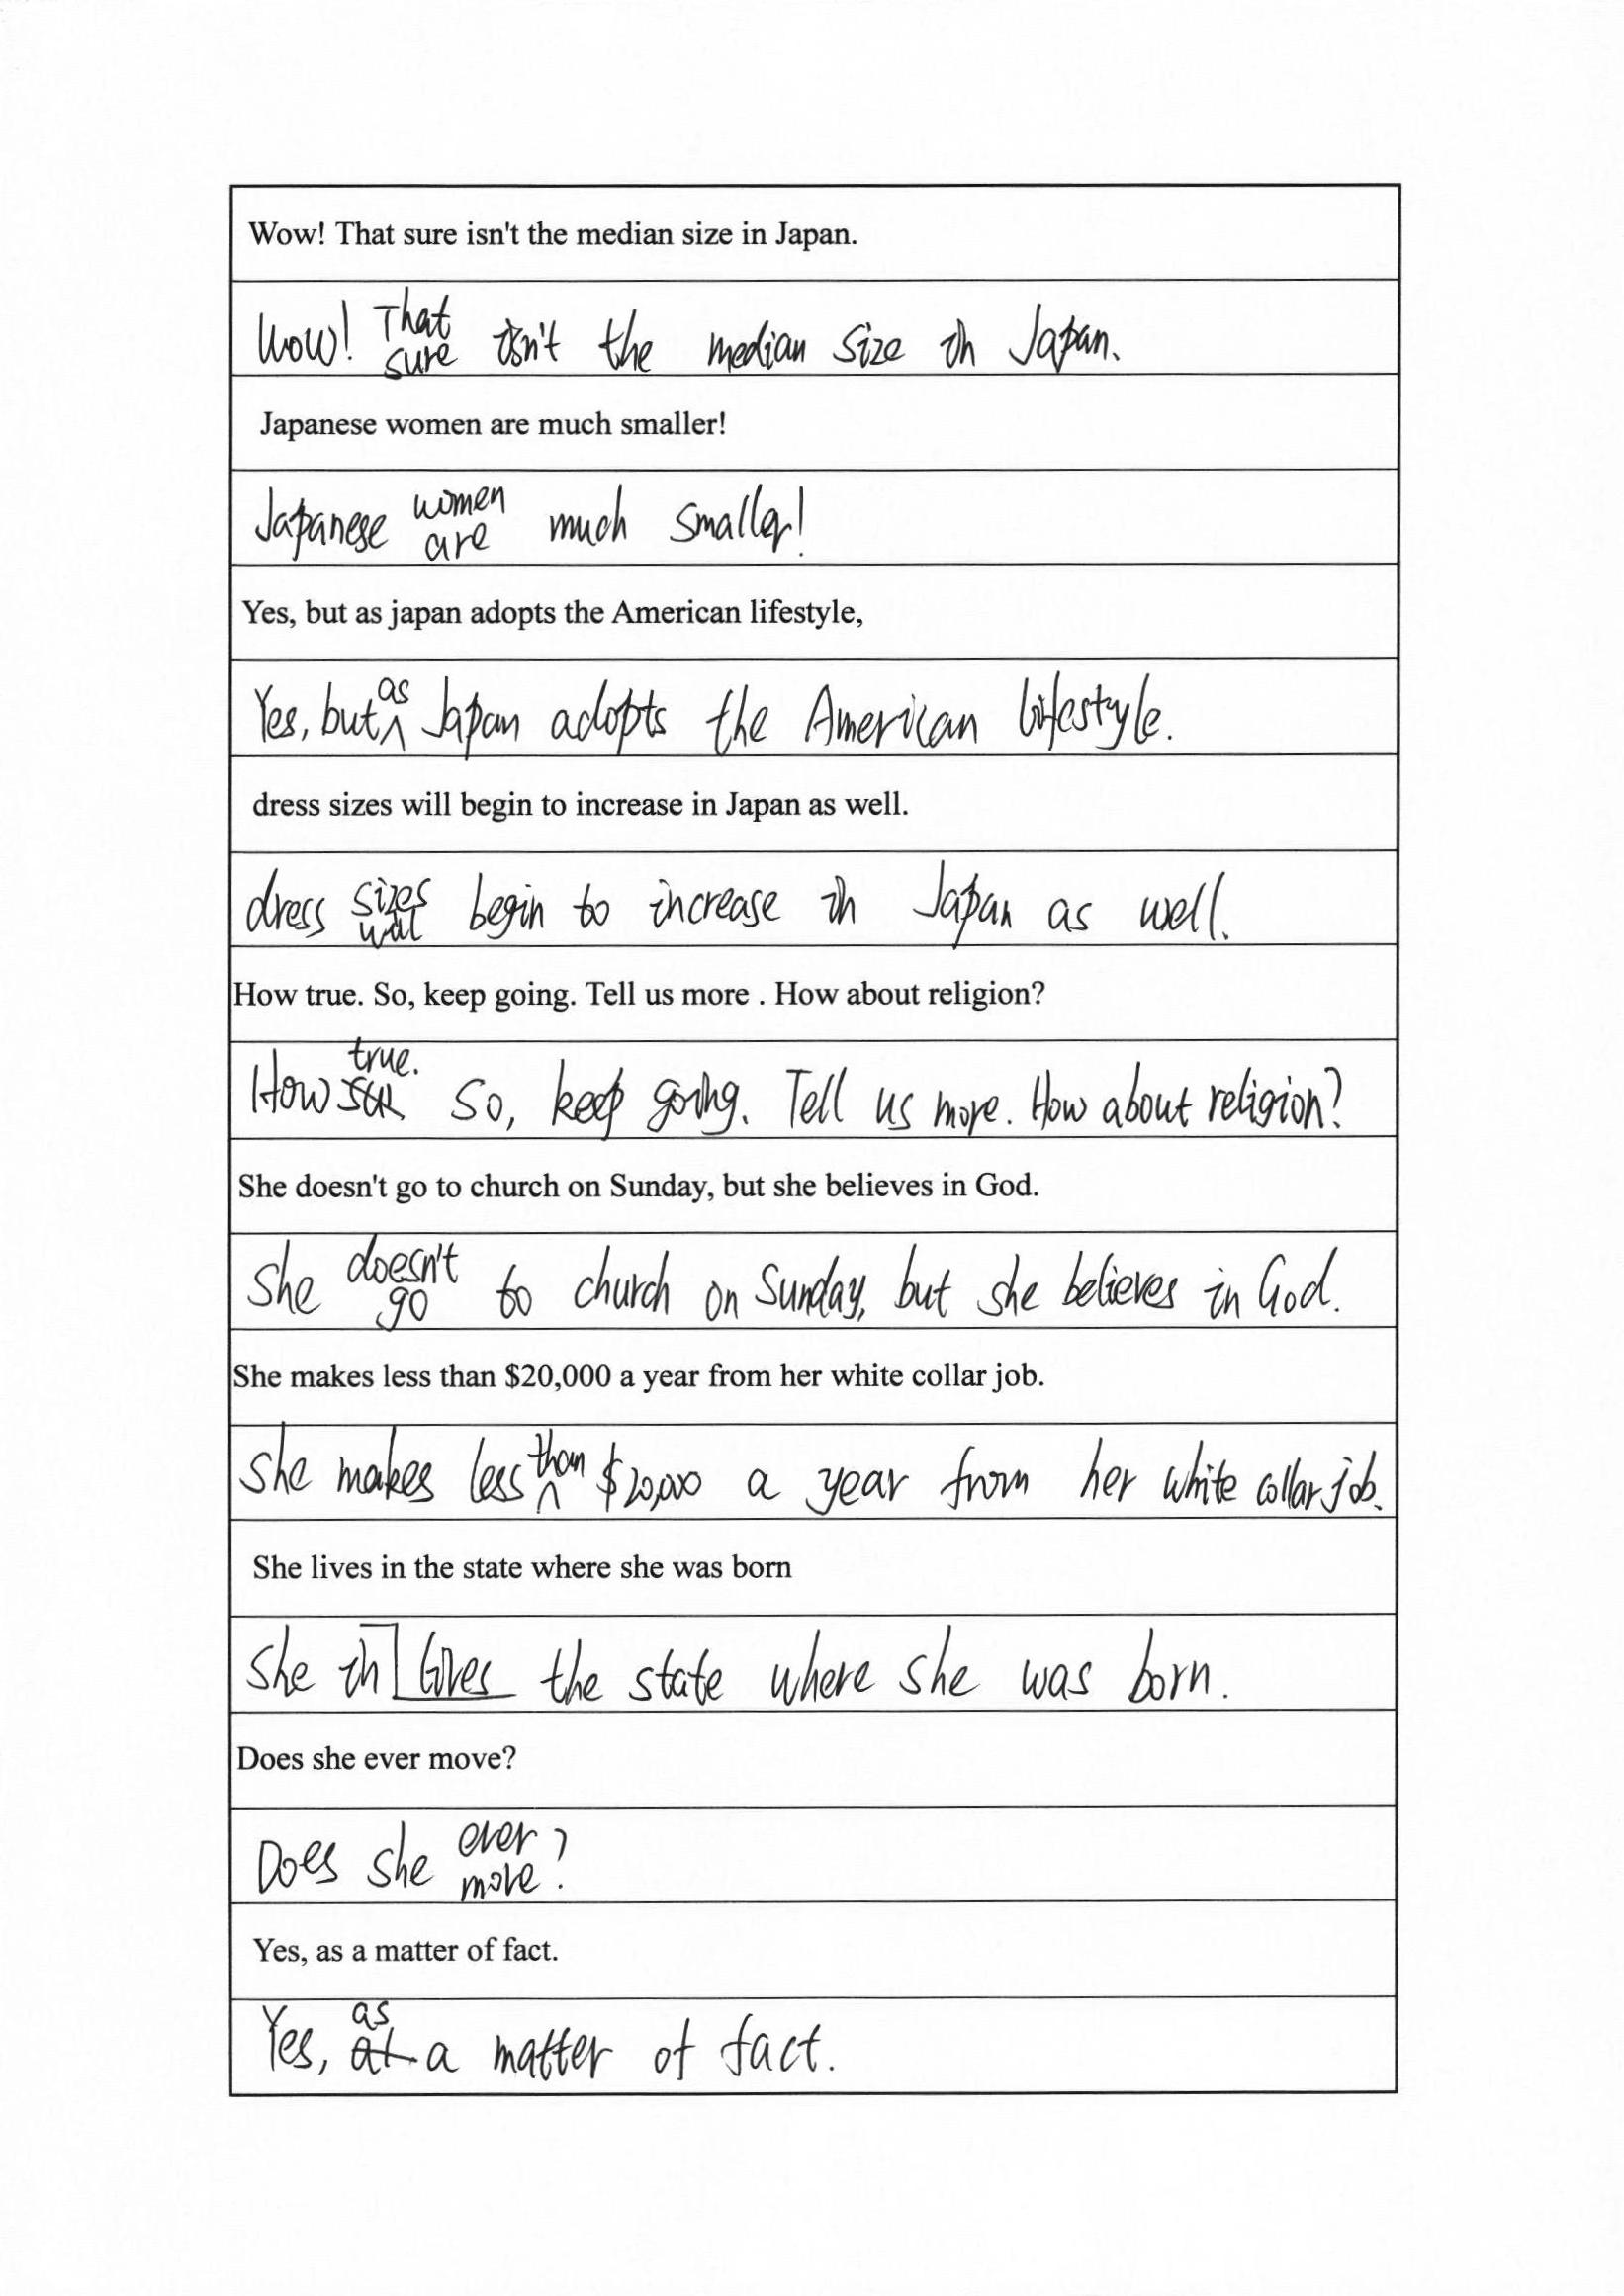 Wow! That sure isn't the median size in Japan.
Wow! That sure isn't the median size in Japan.
Japanese women are much smaller!
Japanese women are much smaller!
Yes, but as japan adopts the American lifestyle,
Yes, but as Japan adopts the American lifestyle.
dress sizes will begin to increase in Japan as well.
dress sizes will begin to increase in Japan as well.
How true. So, keep going. Tell us more . How about religion?
How true. So, keep going. Tell us more. How about religion?
She doesn't go to church on Sunday, but she believes in God.
She doesn't go to church on Sunday, but she believes in God.
She makes less than $20,000 a year from her white collar job.
She makes less than $20,000 a year from her white collar job.
She lives in the state where she was born
She in lives the state where she was born.
Does she ever move?
Does she ever move?
Yes, as a matter of fact.
Yes, as a matter of fact.